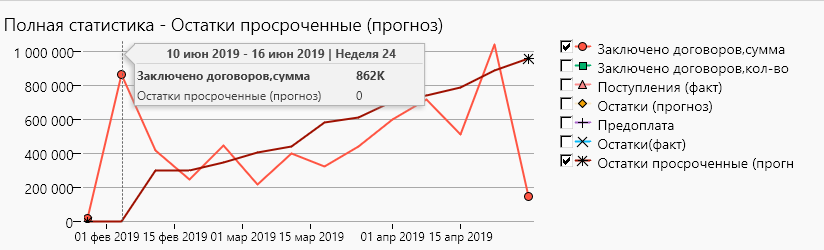 Полная статистика - Остатки просроченные (прогноз)
1 000 000
800 000
600 000
400 000
200 000
0
10 июн 2019 - 16 июн 2019 | Неделя 24
Заключено договоров,сумма 862K
Остатки просроченные (прогноз) 0
01 фев 2019 15 фев 2019 01 мар 2019 15 мар 2019 01 апр 2019 15 апр 2019
Заключено договоров,сумма
Заключено договоров,кол-во
Поступления (факт)
Остатки (прогноз)
Предоплата
Остатки(факт)
Остатки просроченные (прогн